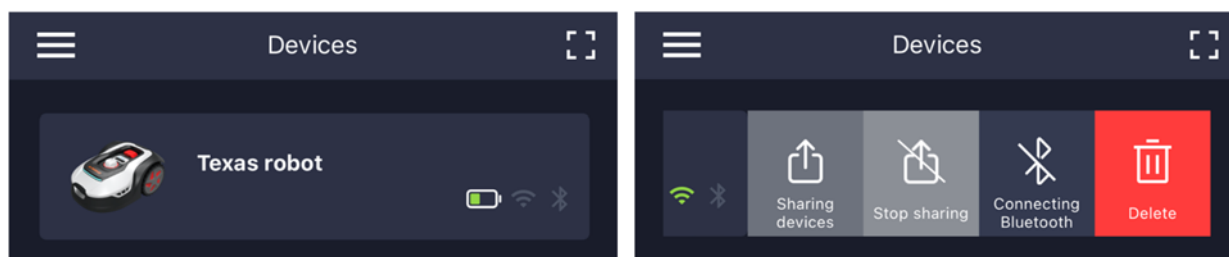 Devices
Texas robot
Devices
Sharing
devices
Stop sharing
Connecting
Bluetooth
Delete